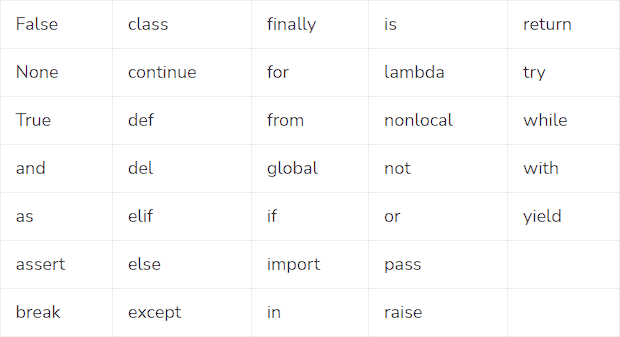 False class finally is return
None continue for lambda try
True def from nonlocal while
and del global not with
as elif if or yield
assert else import pass
break except in raise